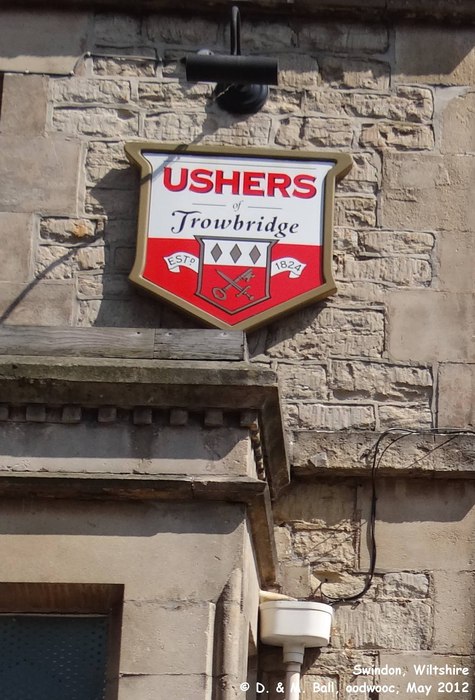 USHERS
of
Trowbridge
ESTD 1824
Swindon, Wiltshire
© D. & M. Ball, oodwooc, May 2012